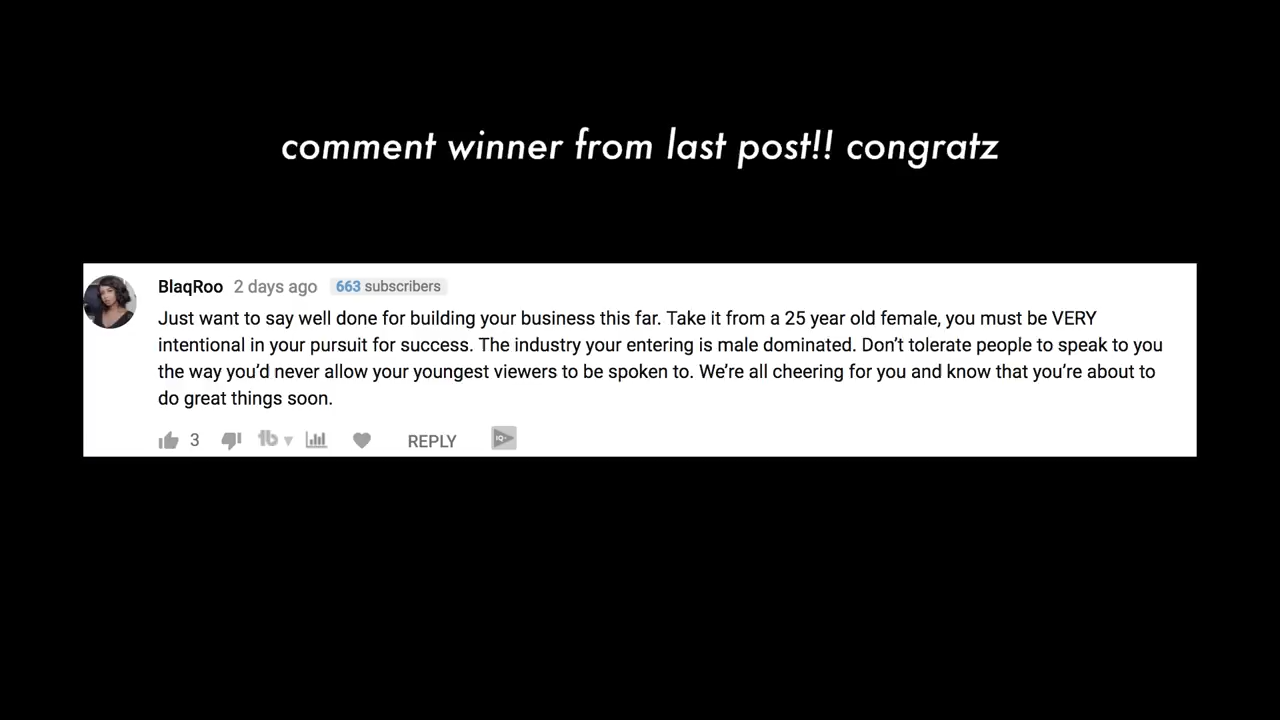 comment winner from last post!! congratz
BlaqRoo 2 days ago 663 subscribers
Just want to say well done for building your business this far. Take it from a 25 year old female, you must be VERY
intentional in your pursuit for success. The industry your entering is male dominated. Don’t tolerate people to speak to you
the way you’d never allow your youngest viewers to be spoken to. We’re all cheering for you and know that you’re about to
do great things soon.
3 tb REPLY IQ